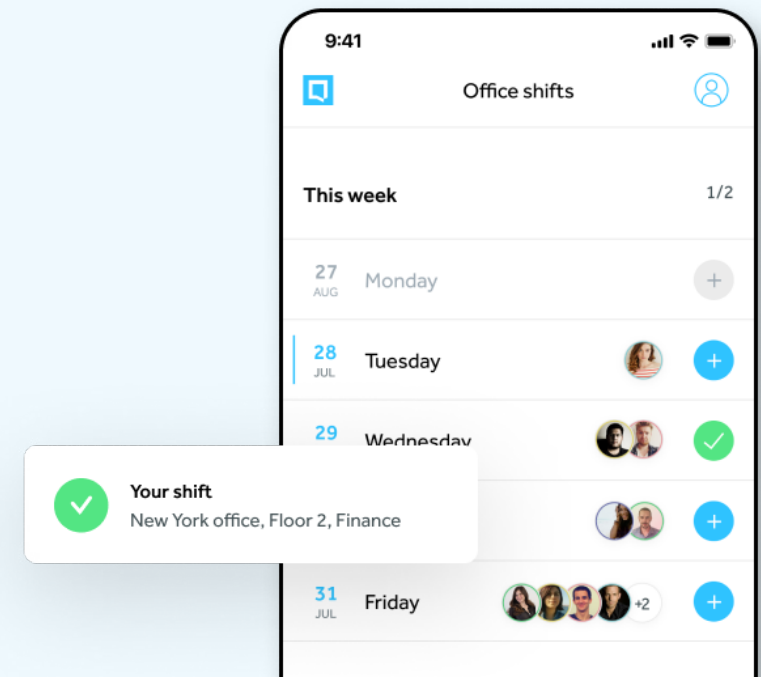 9:41
Office shifts
This week 1/2
27 Monday
AUG
28 Tuesday
JUL
29 Wednesday
Your shift
New York office, Floor 2, Finance
31 Friday +2
JUL